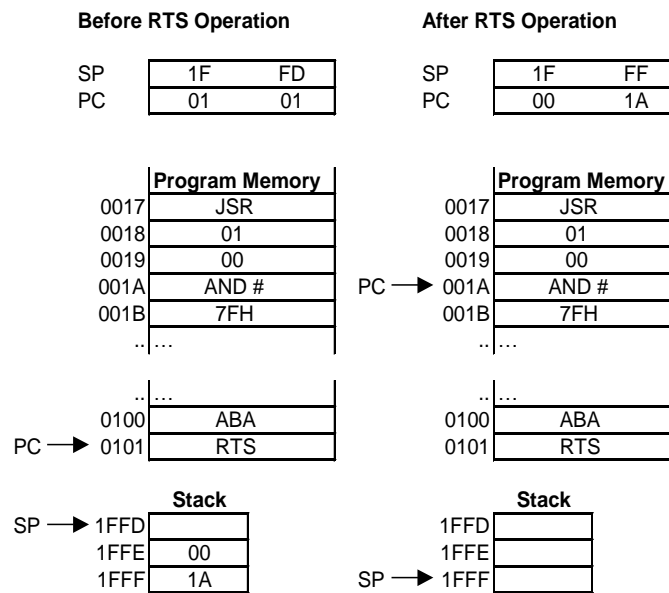 Before RTS Operation After RTS Operation
SP 1F FD SP 1F FF
PC 01 01 PC 00 1A
Program Memory Program Memory
0017 JSR 0017 JSR
0018 01 0018 01
0019 00 0019 00
001A AND # PC 001A AND #
001B 7FH 001B 7FH
.. … .. …
.. … .. …
0100 ABA 0100 ABA
PC 0101 RTS 0101 RTS
Stack Stack
SP 1FFD 1FFD
1FFE 00 1FFE
1FFF 1A SP 1FFF